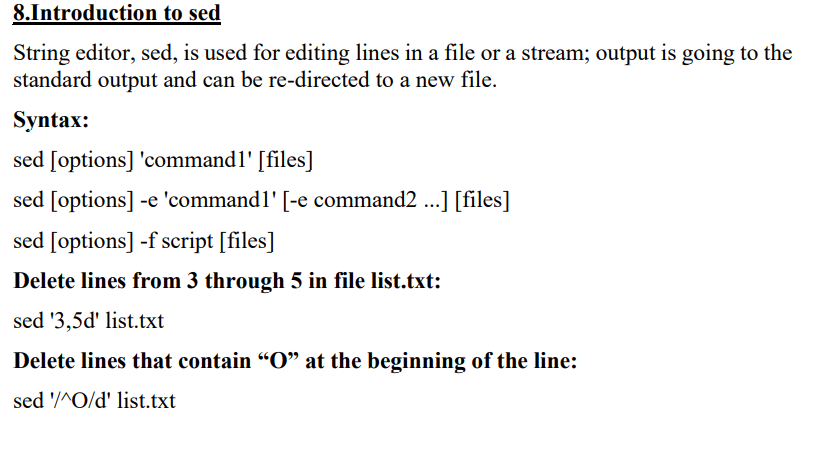 8.Introduction to sed
String editor, sed, is used for editing lines in a file or a stream; output is going to the
standard output and can be re-directed to a new file.
Syntax:
sed [options] 'command1' [files]
sed [options] -e 'command1' [-e command2 ...] [files]
sed [options] -f script [files]
Delete lines from 3 through 5 in file list.txt:
sed '3,5d' list.txt
Delete lines that contain “O” at the beginning of the line:
sed '/^O/d' list.txt